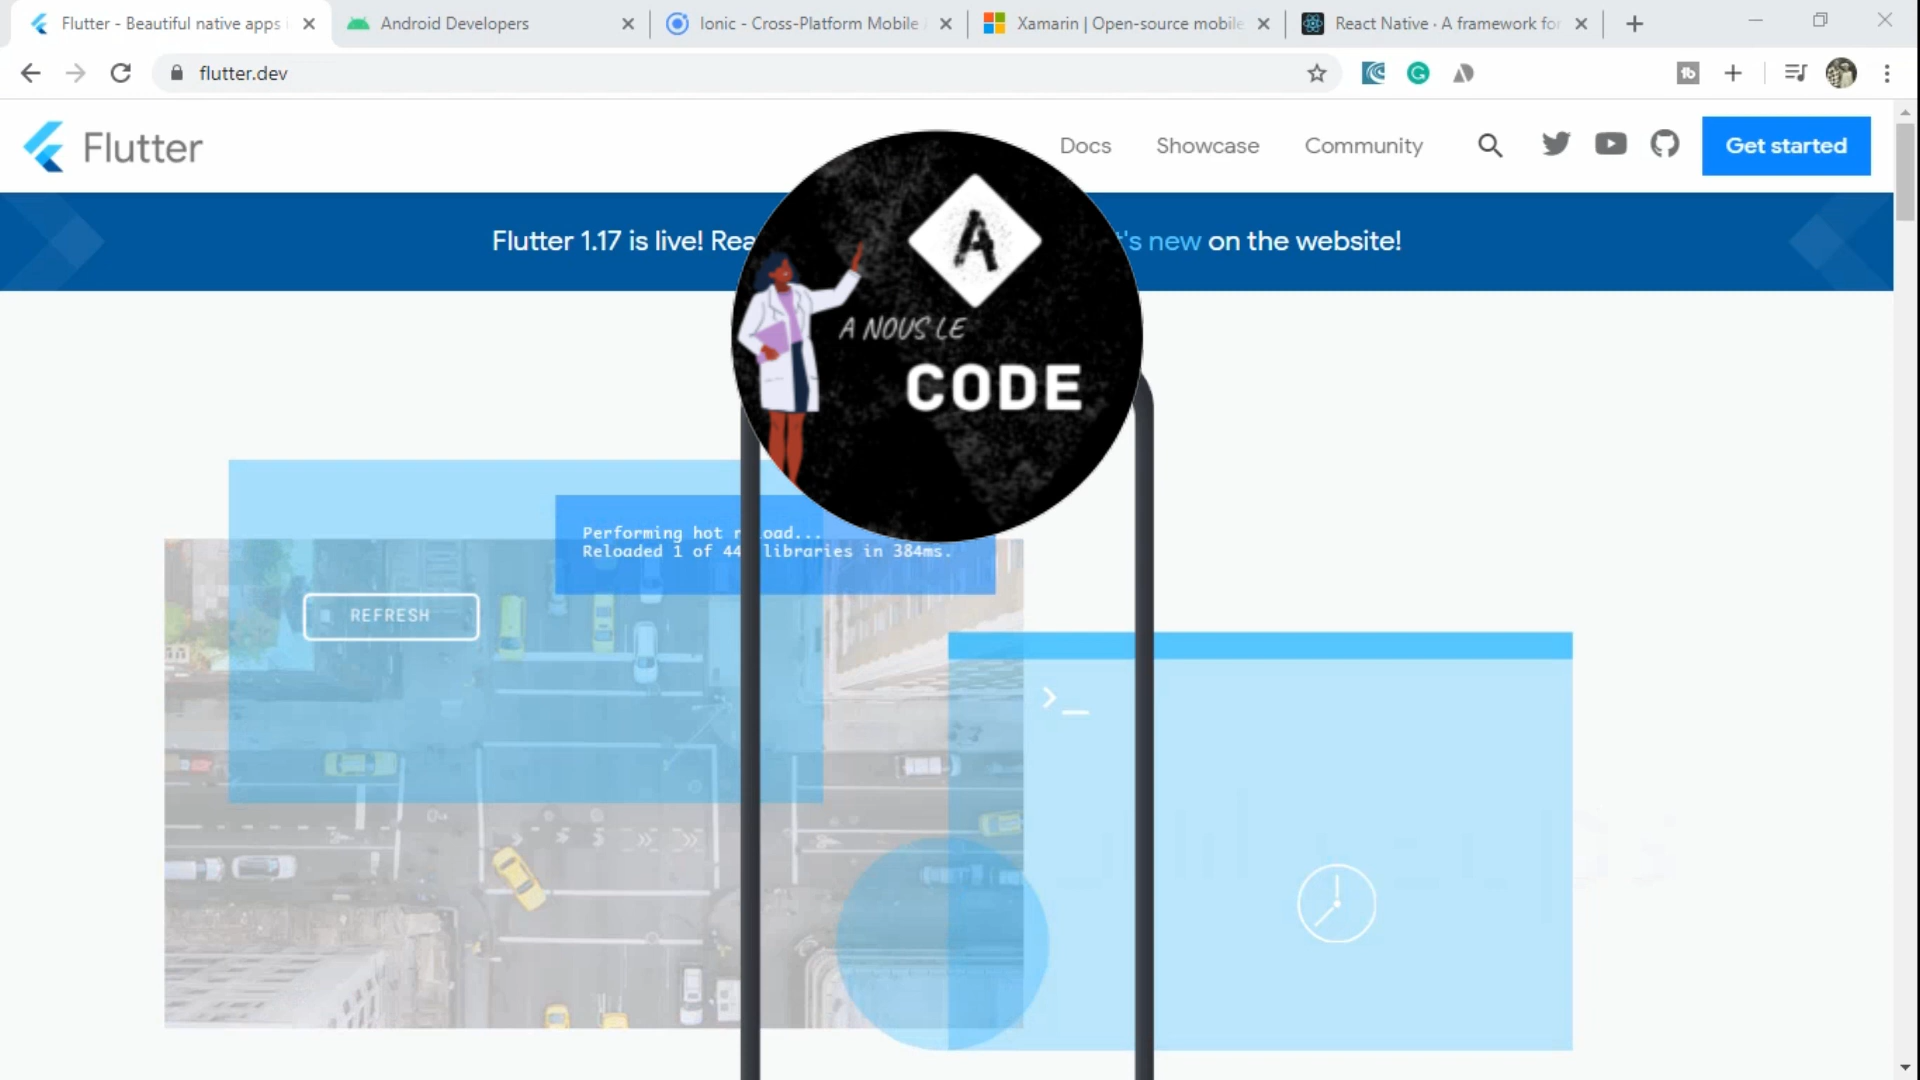 Flutter - Beautiful native apps
Android Developers
Ionic - Cross-Platform Mobile
Xamarin | Open-source mobile
React Native · A framework for
flutter.dev
Flutter
Docs
Showcase
Community
Get started
Flutter 1.17 is live!
't's new on the website!
A
A NOUS LE
CODE
Performing hot
Reloaded 1 of 44 libraries in 384ms.
REFRESH
>_